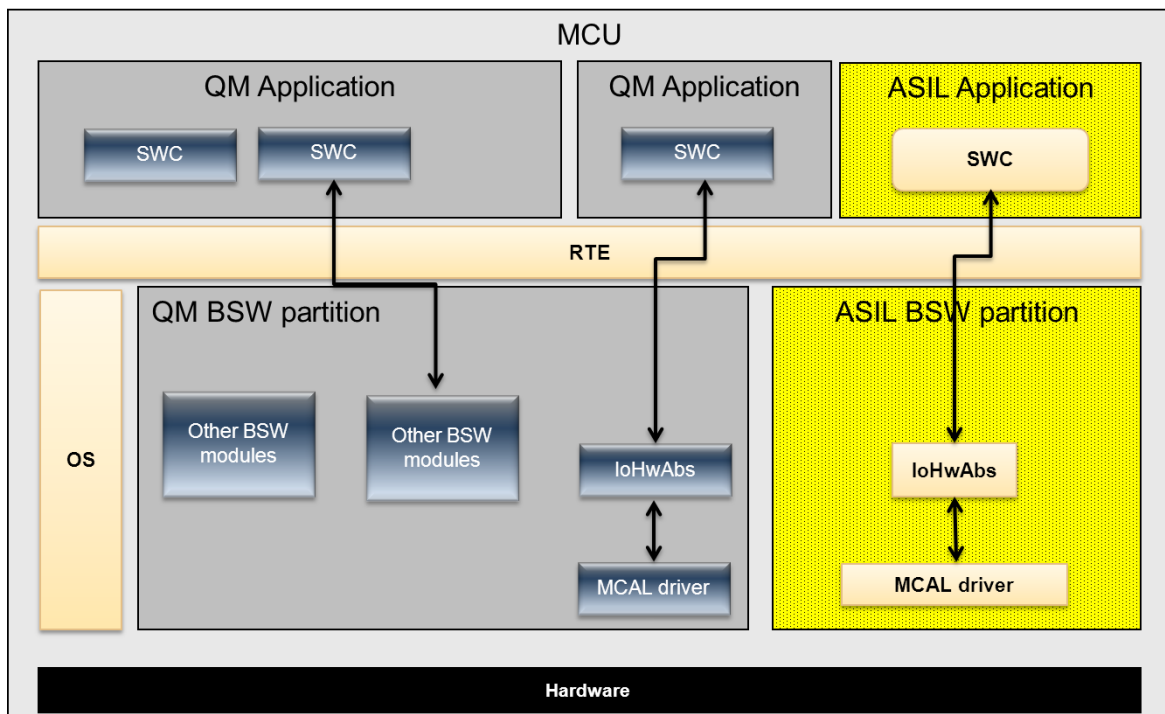 MCU
QM Application
QM Application
ASIL Application
SWC
SWC
SWC
SWC
RTE
OS
QM BSW partition
ASIL BSW partition
Other BSW
modules
Other BSW
modules
IoHwAbs
IoHwAbs
MCAL driver
MCAL driver
Hardware